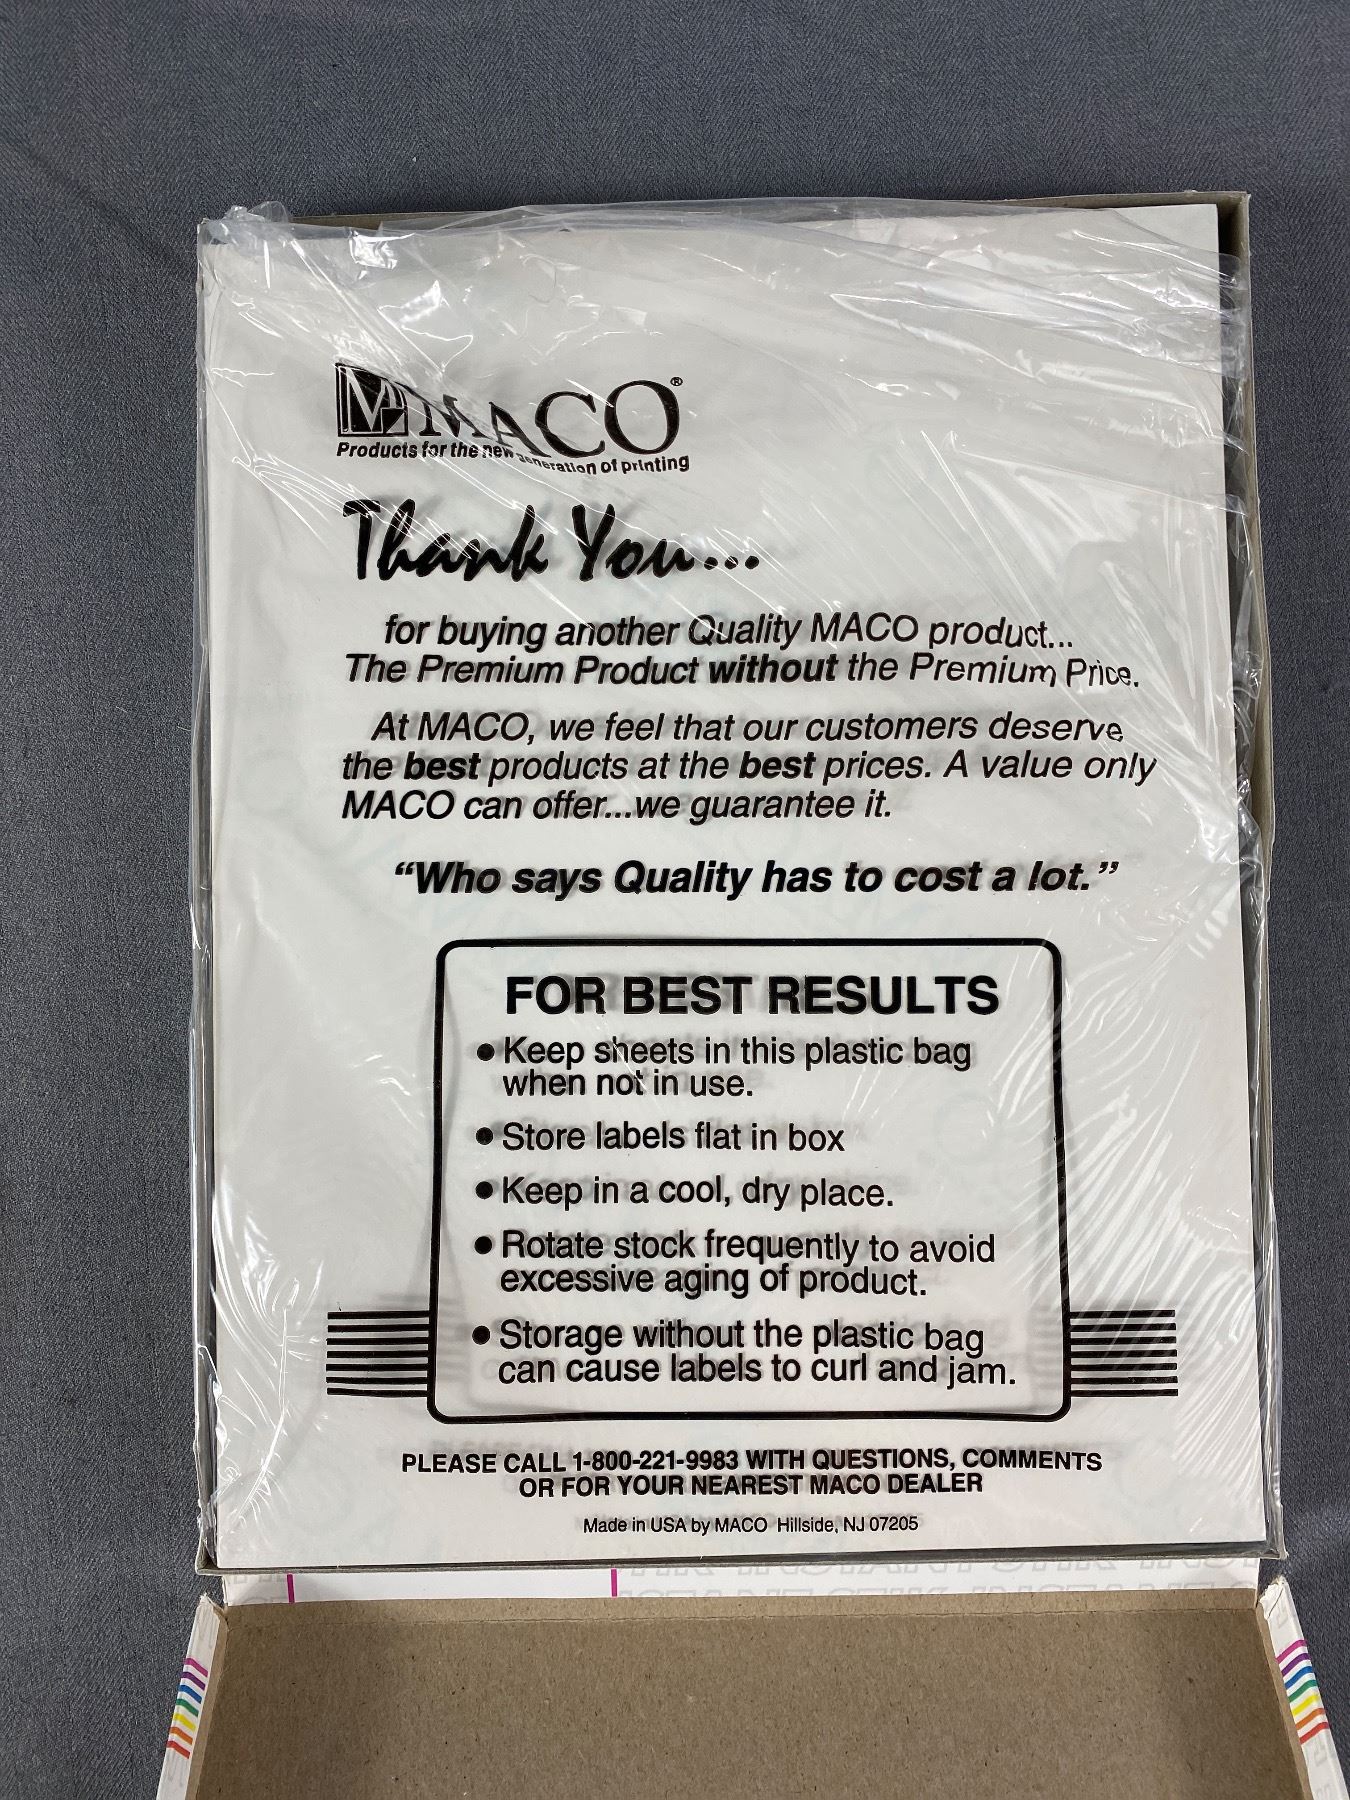 MACO®
Products for the new generation of printing
Thank You...
for buying another Quality MACO product...
The Premium Product without the Premium Price.
At MACO, we feel that our customers deserve
the best products at the best prices. A value only
MACO can offer...we guarantee it.
“Who says Quality has to cost a lot.”
FOR BEST RESULTS
• Keep sheets in this plastic bag
when not in use.
• Store labels flat in box
• Keep in a cool, dry place.
• Rotate stock frequently to avoid
excessive aging of product.
• Storage without the plastic bag
can cause labels to curl and jam.
PLEASE CALL 1-800-221-9983 WITH QUESTIONS, COMMENTS
OR FOR YOUR NEAREST MACO DEALER
Made in USA by MACO Hillside, NJ 07205